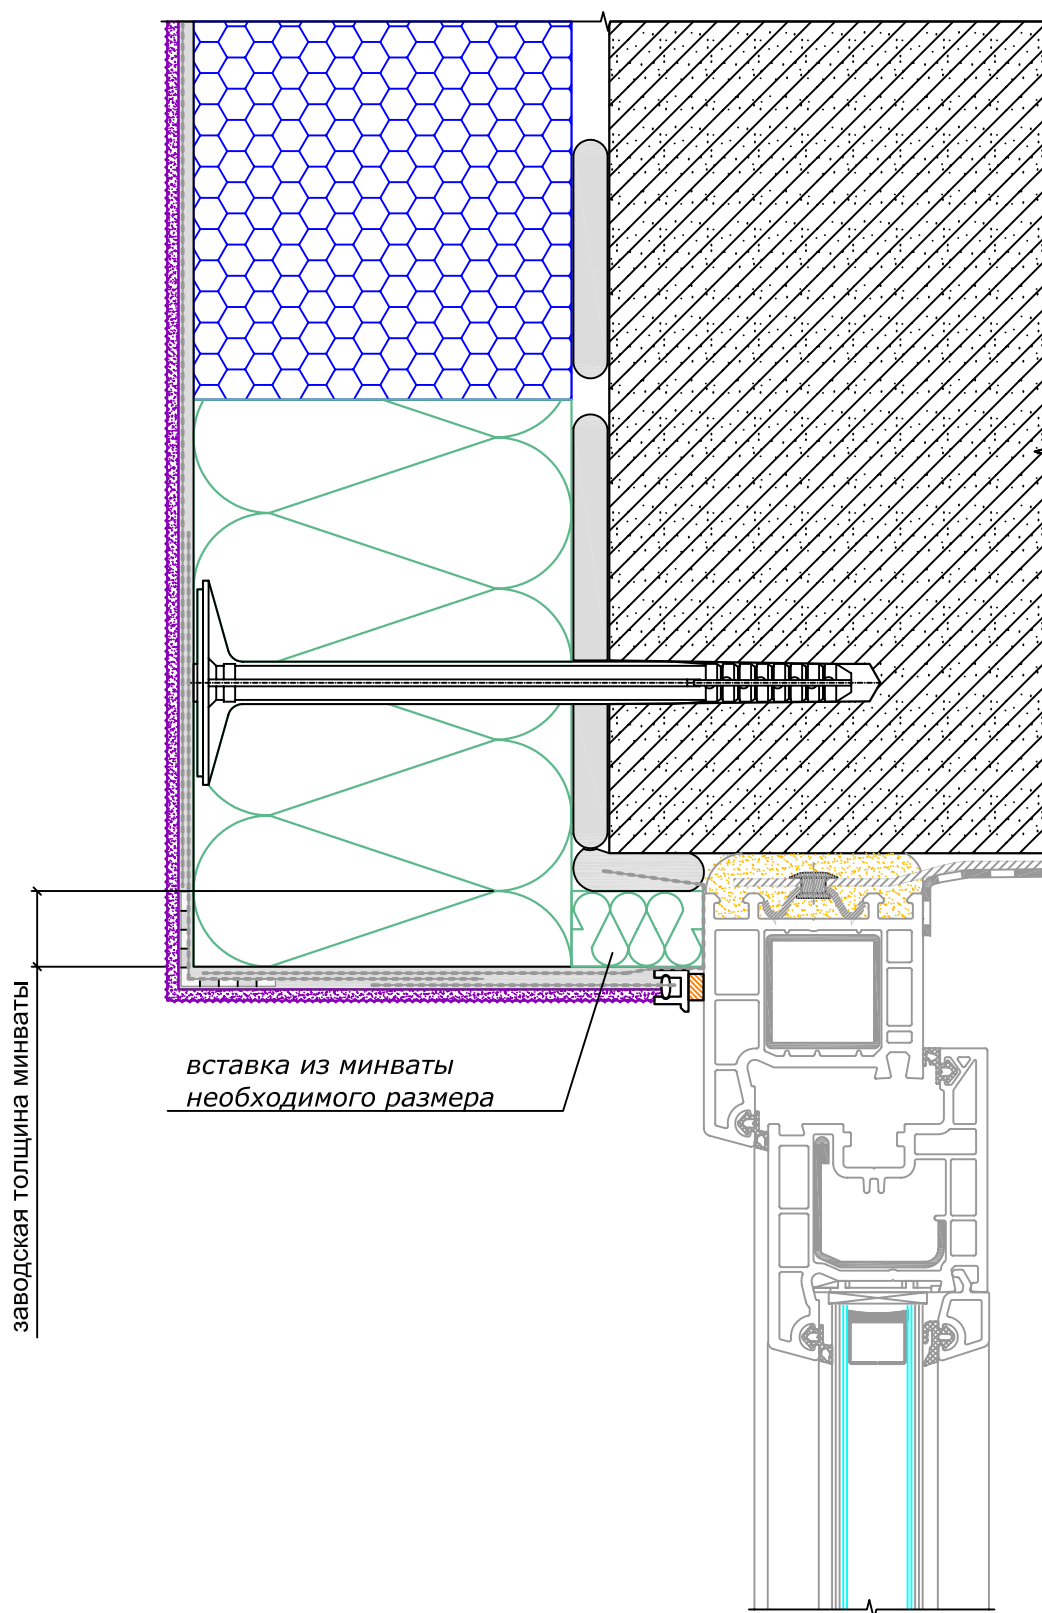 заводская толщина минваты
вставка из минваты
необходимого размера